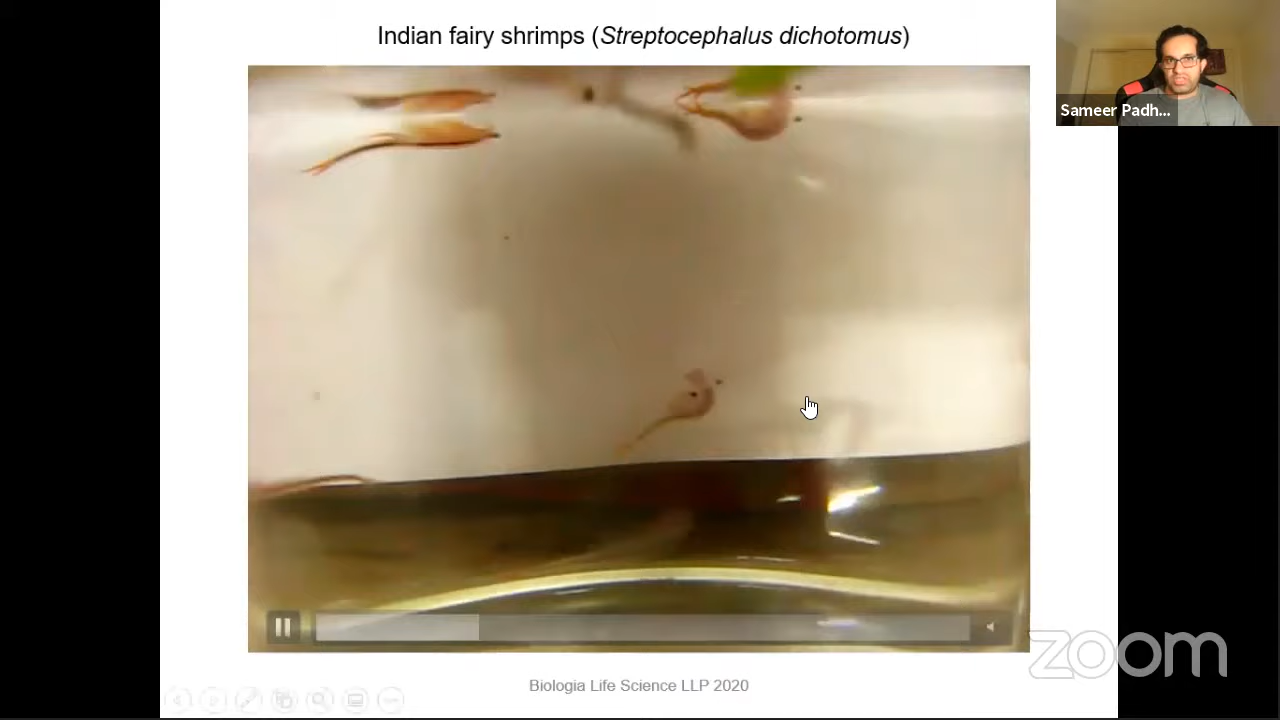 Indian fairy shrimps (Streptocephalus dichotomus)
Sameer Padh...
zoom
Biologia Life Science LLP 2020